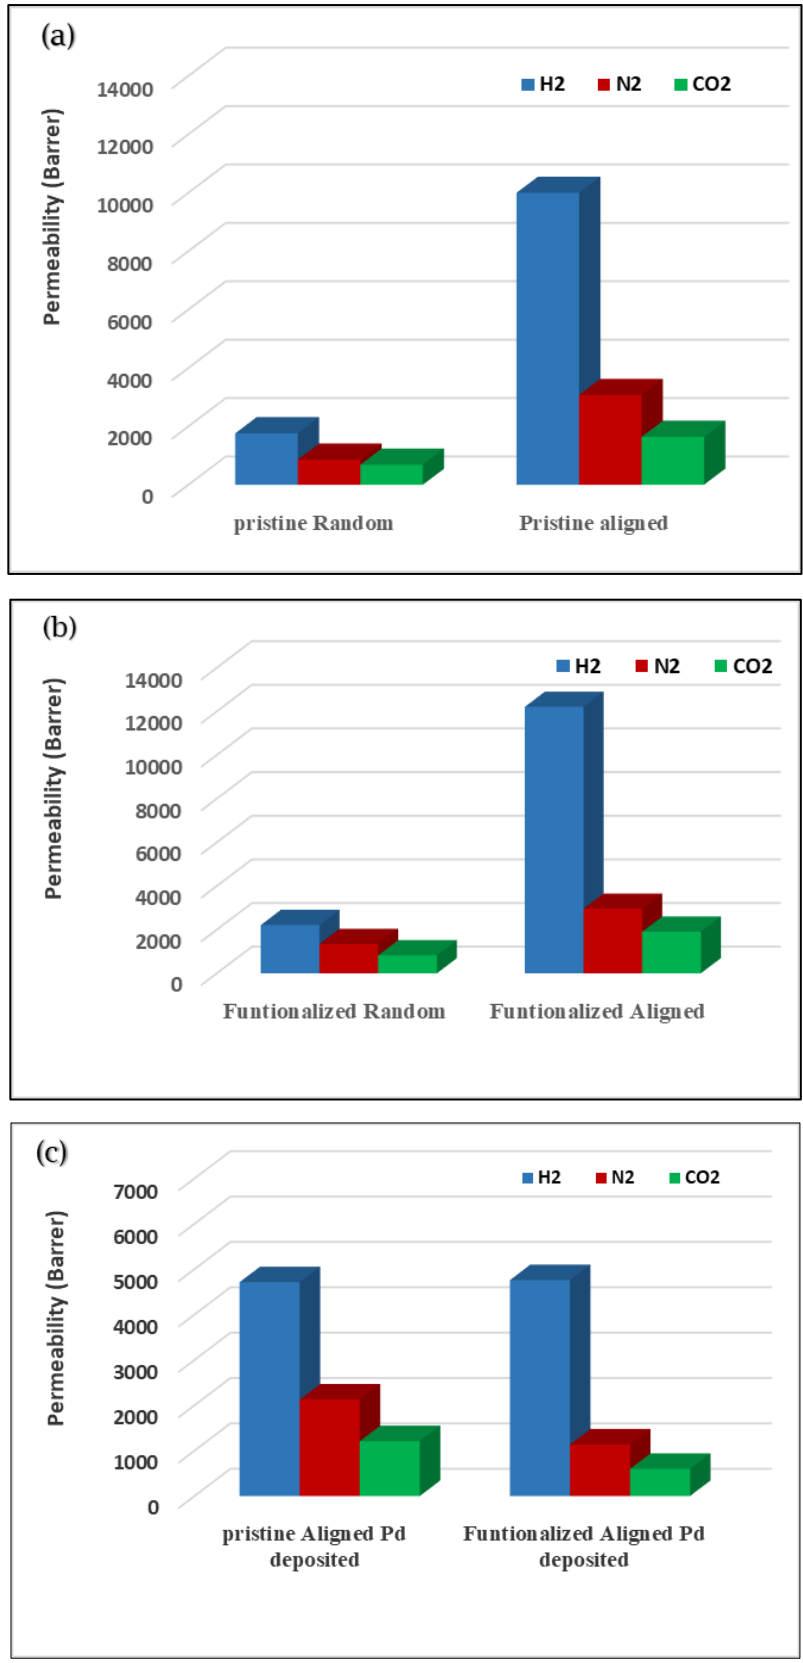 (a)
H2 N2 CO2
Permeability (Barrer)
14000
12000
10000
8000
6000
4000
2000
0
pristine Random Pristine aligned
(b)
H2 N2 CO2
Permeability (Barrer)
14000
12000
10000
8000
6000
4000
2000
0
Funtionalized Random Funtionalized Aligned
(c)
H2 N2 CO2
Permeability (Barrer)
7000
6000
5000
4000
3000
2000
1000
0
pristine Aligned Pd Funtionalized Aligned Pd
deposited deposited